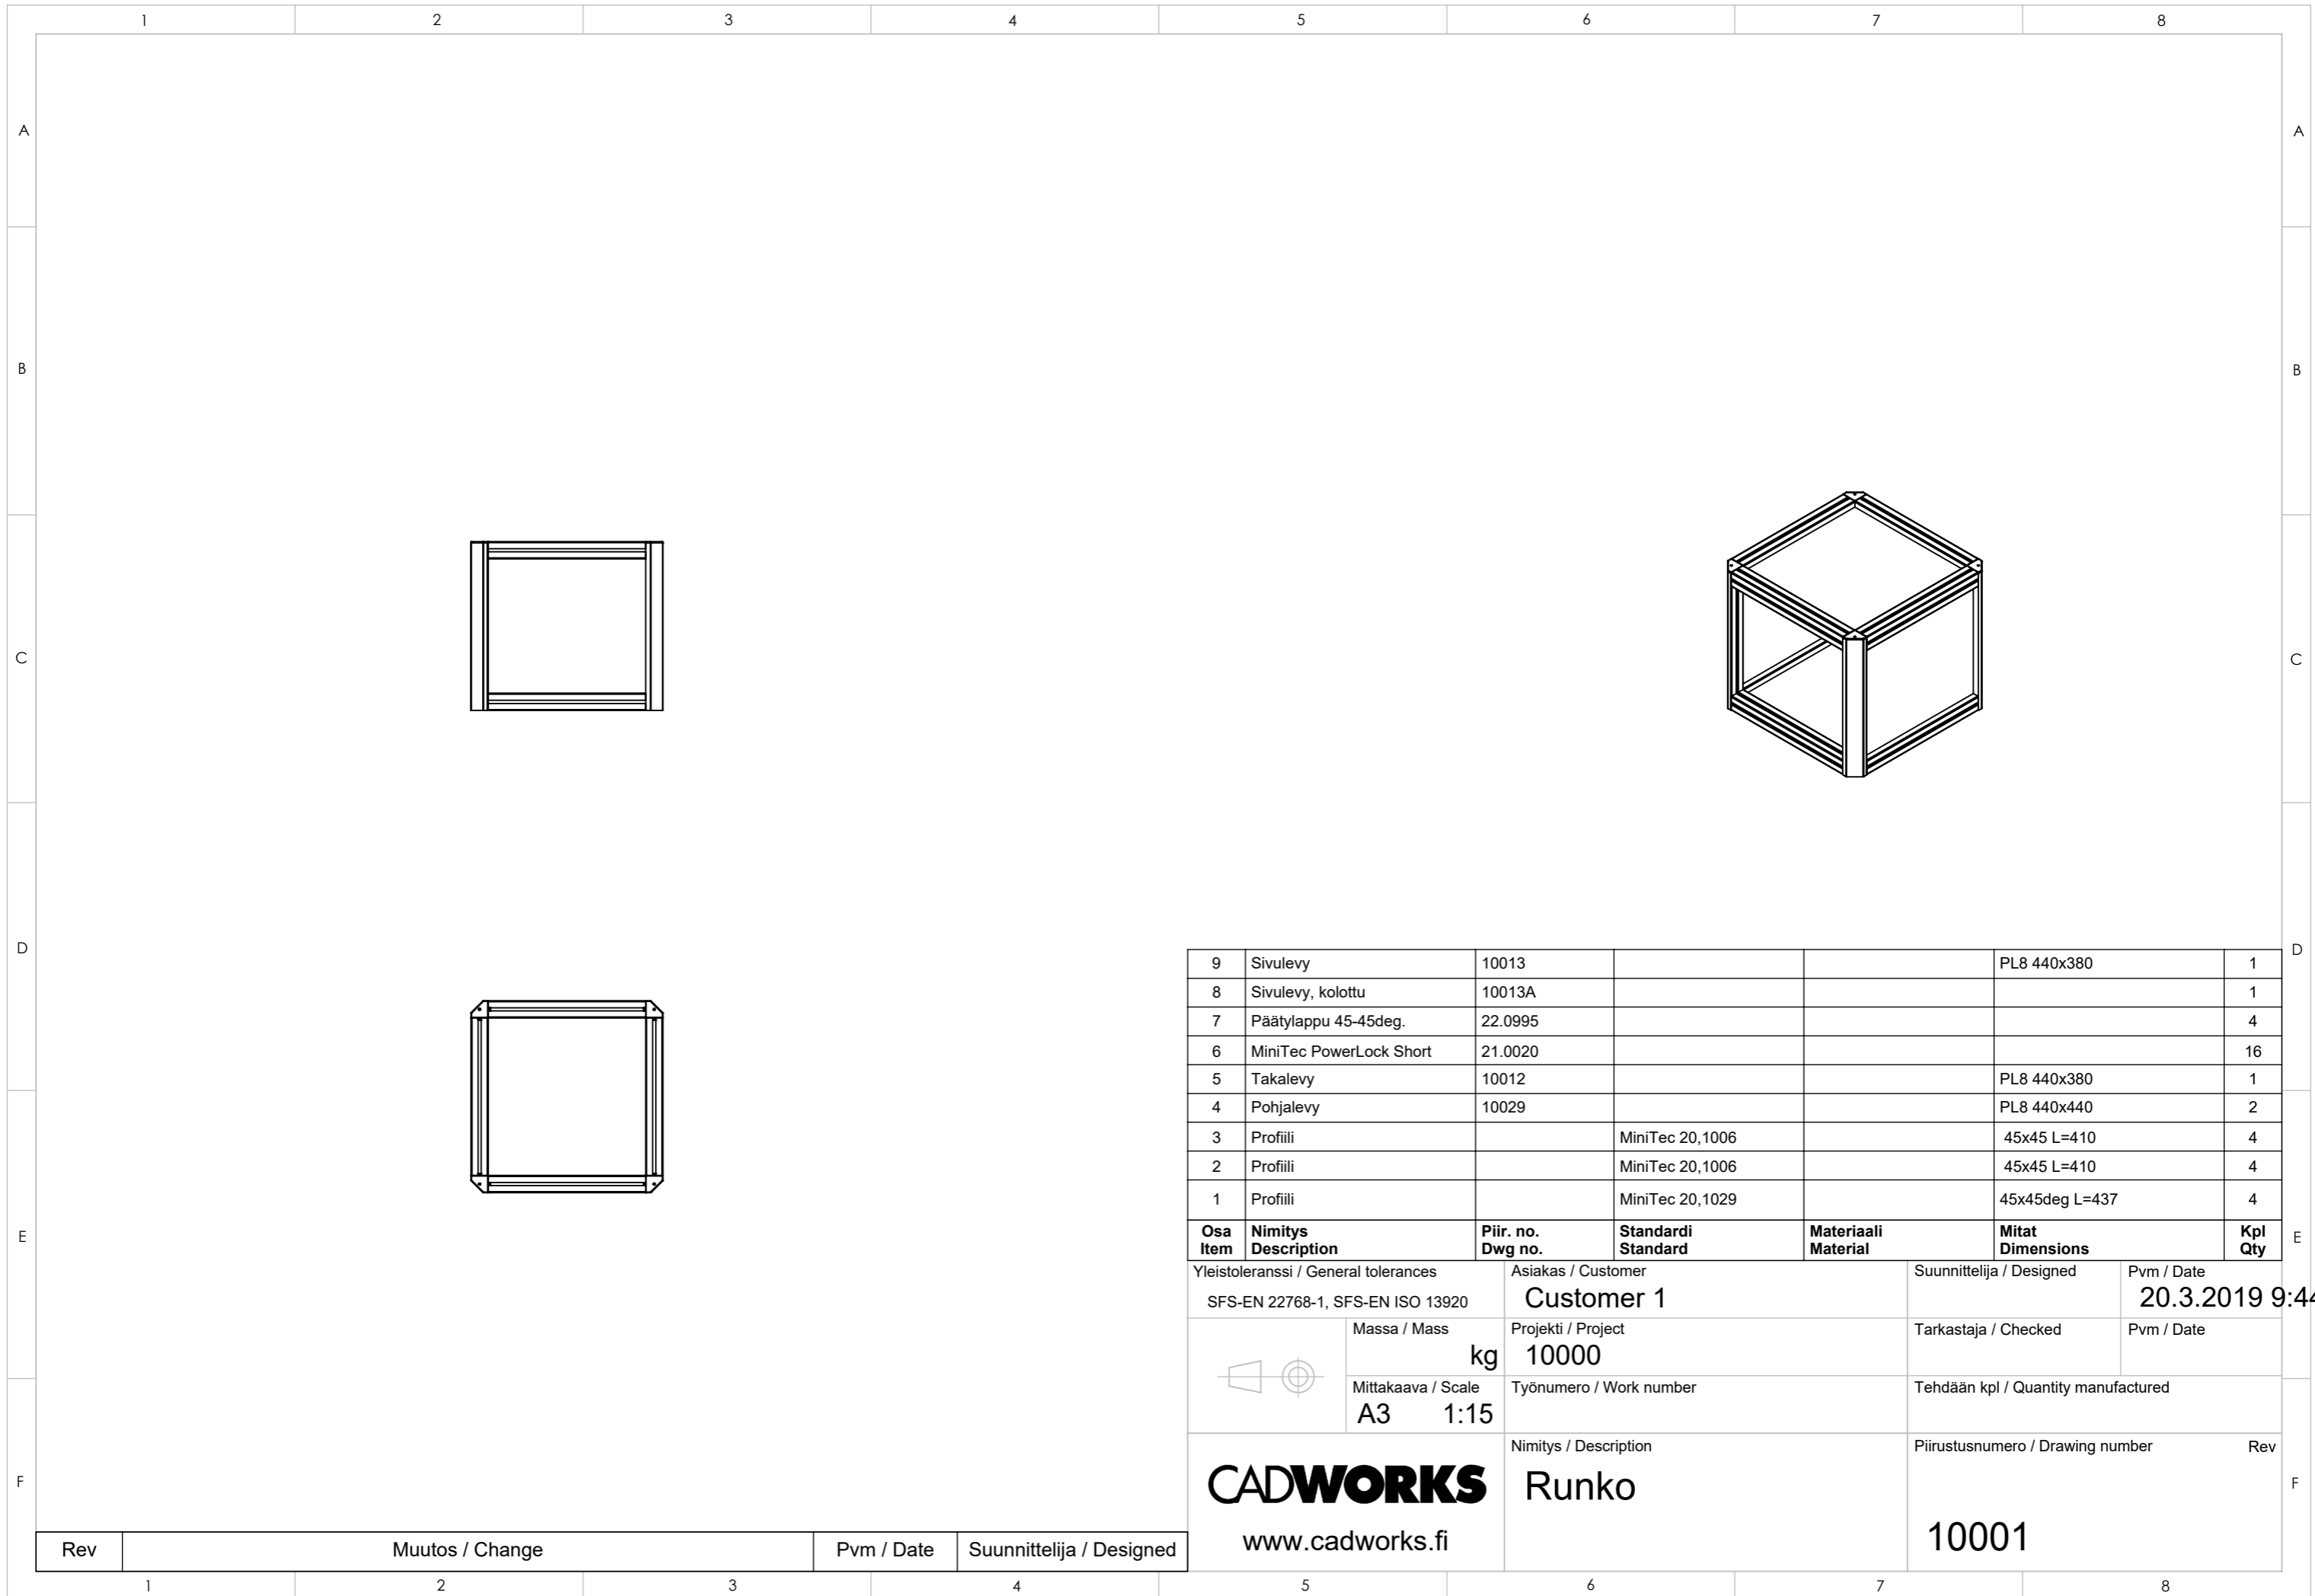 1 2 3 4 5 6 7 8
A A
B B
C C
D D
9 Sivulevy 10013 PL8 440x380 1
8 Sivulevy, kolottu 10013A 1
7 Päätylappu 45-45deg. 22.0995 4
6 MiniTec PowerLock Short 21.0020 16
5 Takalevy 10012 PL8 440x380 1
4 Pohjalevy 10029 PL8 440x440 2
3 Profiili MiniTec 20,1006 45x45 L=410 4
2 Profiili MiniTec 20,1006 45x45 L=410 4
1 Profiili MiniTec 20,1029 45x45deg L=437 4
E E
Osa Nimitys Piir. no. Standardi Materiaali Mitat Kpl
Item Description Dwg no. Standard Material Dimensions Qty
Yleistoleranssi / General tolerances Asiakas / Customer Suunnittelija / Designed Pvm / Date
SFS-EN 22768-1, SFS-EN ISO 13920 Customer 1 20.3.2019 9:44
Massa / Mass Projekti / Project Tarkastaja / Checked Pvm / Date
kg 10000
Mittakaava / Scale Työnumero / Work number Tehdään kpl / Quantity manufactured
A3 1:15
Nimitys / Description Piirustusnumero / Drawing number Rev
F CADWORKS Runko F
www.cadworks.fi 10001
Rev Muutos / Change Pvm / Date Suunnittelija / Designed
1 2 3 4 5 6 7 8